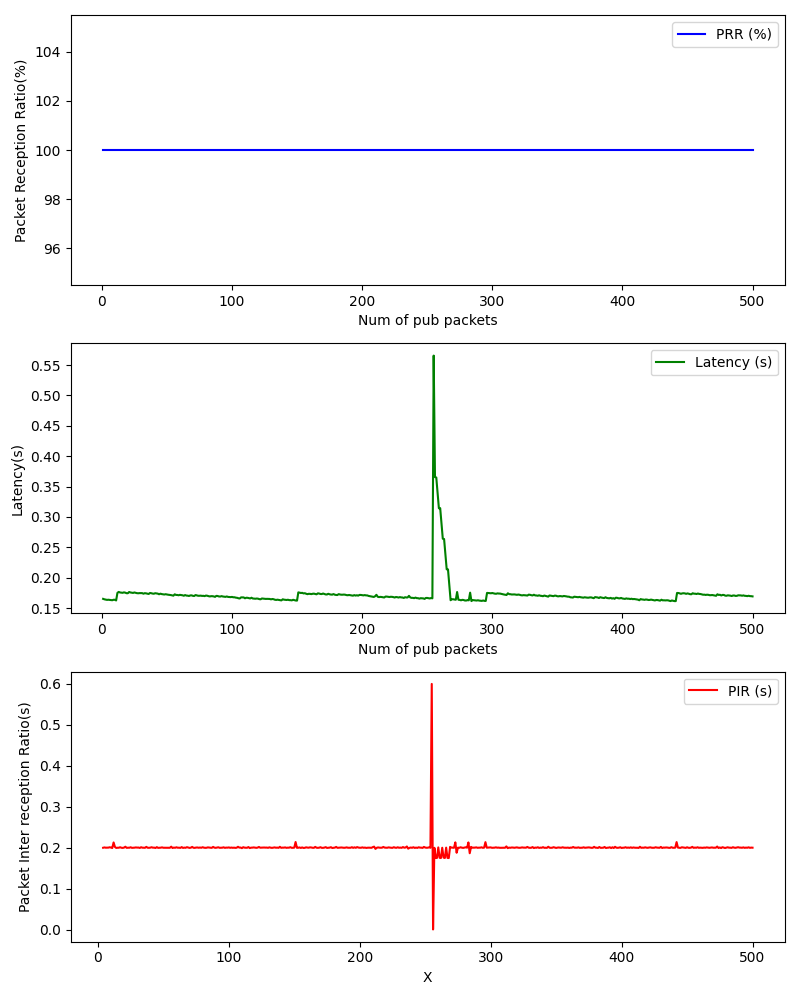 104
102
100
98
96
Packet Reception Ratio(%)
PRR (%)
0 100 200 300 400 500
Num of pub packets
0.55
0.50
0.45
0.40
0.35
0.30
0.25
0.20
0.15
Latency(s)
Latency (s)
0 100 200 300 400 500
Num of pub packets
0.6
0.5
0.4
0.3
0.2
0.1
0.0
Packet Inter reception Ratio(s)
PIR (s)
0 100 200 300 400 500
X